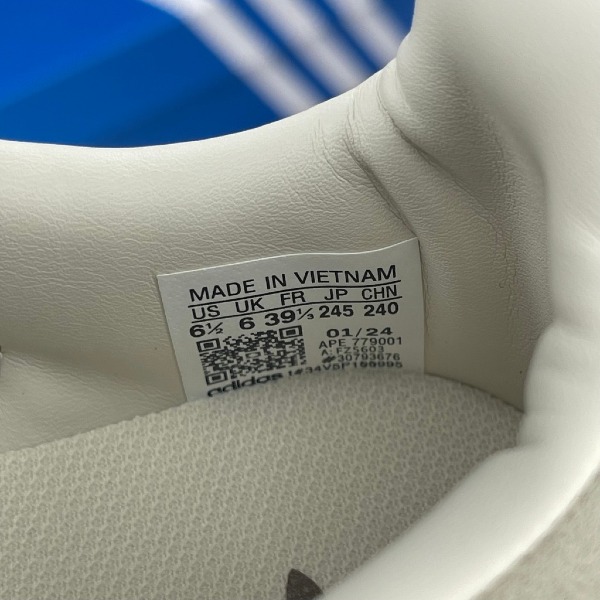 MADE IN VIETNAM
US UK FR JP CHN
6½ 6 39⅓ 245 240
01/24
APE 779001
#30793676
adidas